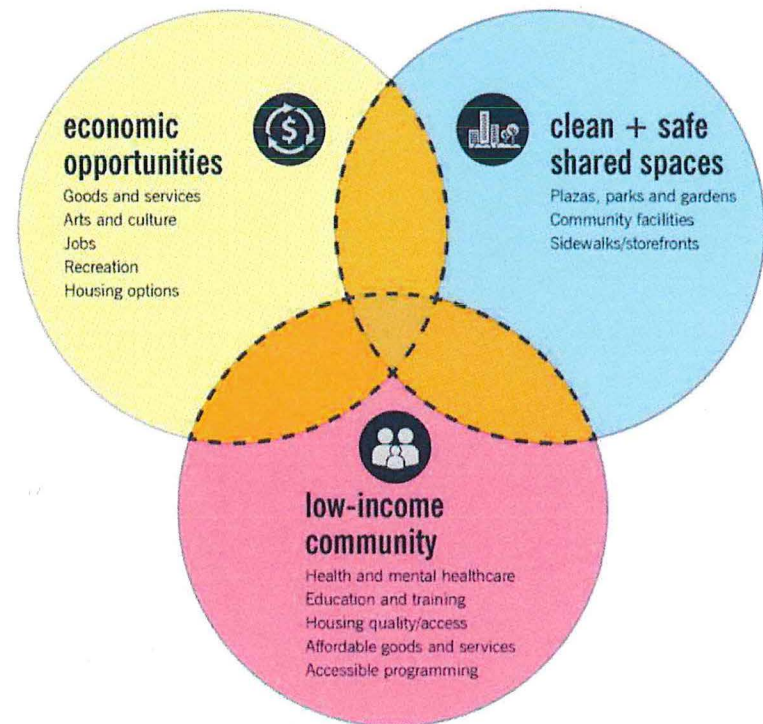 economic
opportunities
Goods and services
Arts and culture
Jobs
Recreation
Housing options
$
clean + safe
shared spaces
Plazas, parks and gardens
Community facilities
Sidewalks/storefronts
low-income
community
Health and mental healthcare
Education and training
Housing quality/access
Affordable goods and services
Accessible programming